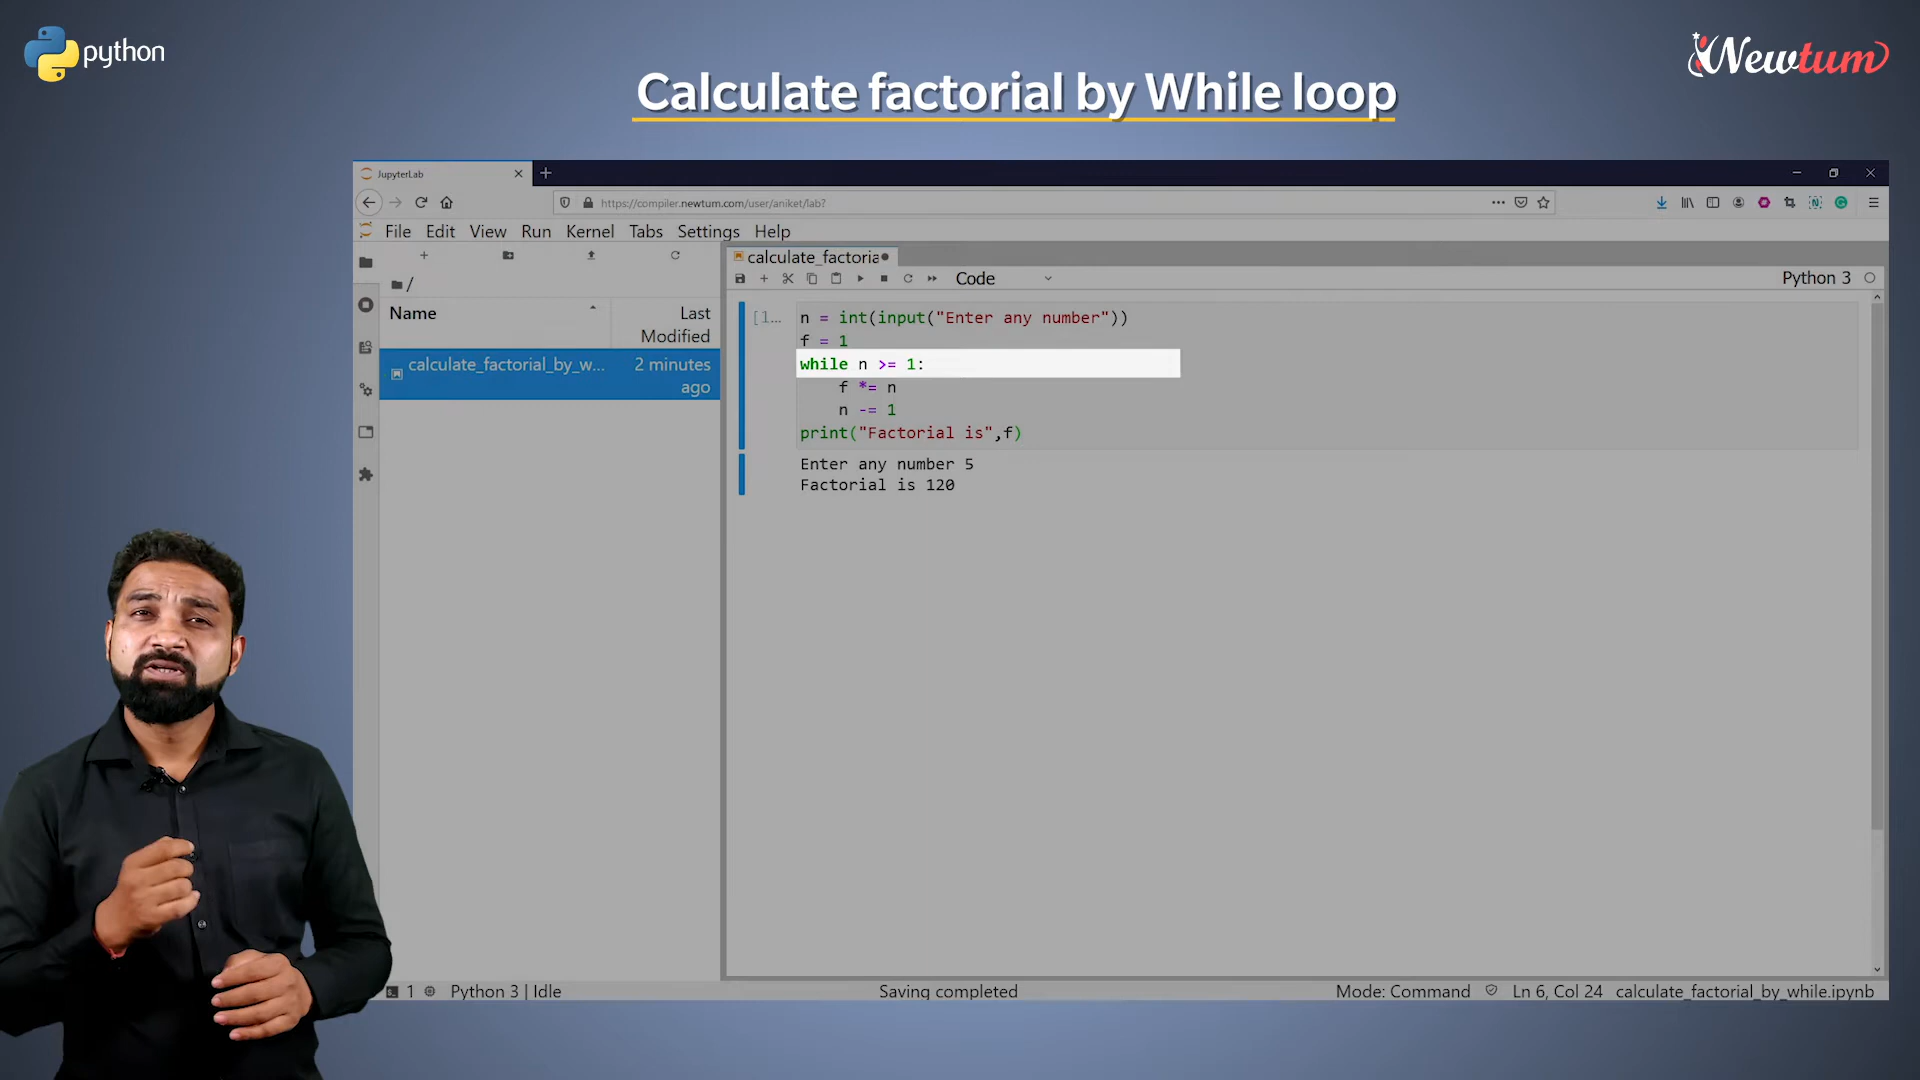 python
Newtum
Calculate factorial by While loop
JupyterLab
https://compiler.newtum.com/user/aniket/lab?
File Edit View Run Kernel Tabs Settings Help
calculate_factoria
Code
Python 3
/
Name
Last Modified
calculate_factorial_by_w...
2 minutes ago
[1...
n = int(input("Enter any number"))
f = 1
while n >= 1:
f *= n
n -= 1
print("Factorial is",f)
Enter any number 5
Factorial is 120
1
Python 3 | Idle
Saving completed
Mode: Command
Ln 6, Col 24
calculate_factorial_by_while.ipynb